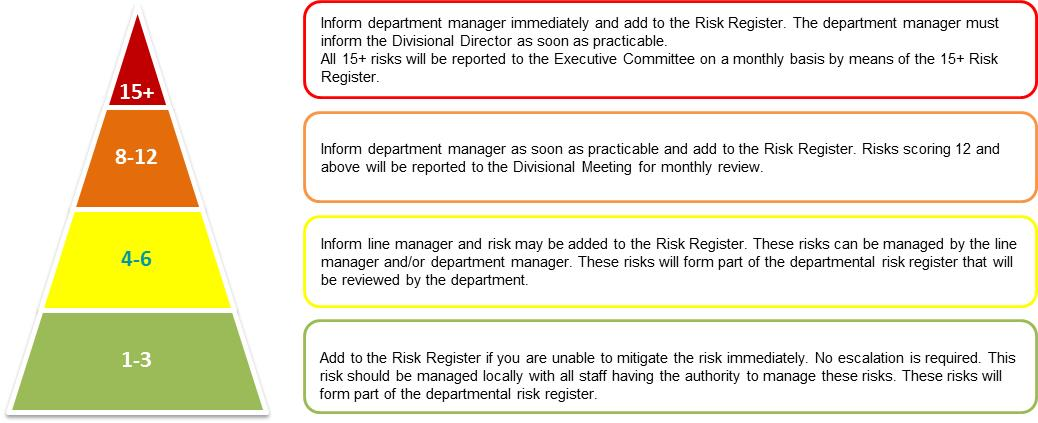 15+
Inform department manager immediately and add to the Risk Register. The department manager must
inform the Divisional Director as soon as practicable.
All 15+ risks will be reported to the Executive Committee on a monthly basis by means of the 15+ Risk
Register.
8-12
Inform department manager as soon as practicable and add to the Risk Register. Risks scoring 12 and
above will be reported to the Divisional Meeting for monthly review.
4-6
Inform line manager and risk may be added to the Risk Register. These risks can be managed by the line
manager and/or department manager. These risks will form part of the departmental risk register that will
be reviewed by the department.
1-3
Add to the Risk Register if you are unable to mitigate the risk immediately. No escalation is required. This
risk should be managed locally with all staff having the authority to manage these risks. These risks will
form part of the departmental risk register.